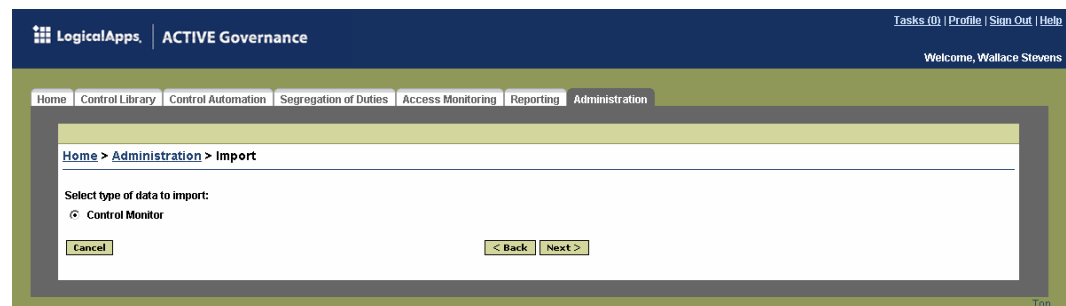 Tasks (0) | Profile | Sign Out | Help
LogicalApps, ACTIVE Governance
Welcome, Wallace Stevens
Home Control Library Control Automation Segregation of Duties Access Monitoring Reporting Administration
Home > Administration > Import
Select type of data to import:
Control Monitor
Cancel < Back Next >
Top